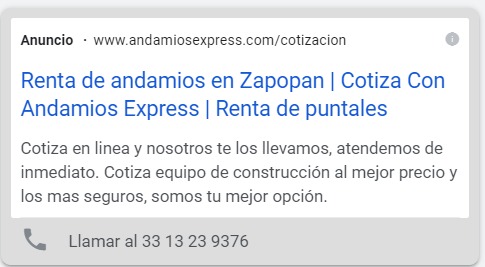 Anuncio · www.andamiosexpress.com/cotizacion
Renta de andamios en Zapopan | Cotiza Con
Andamios Express | Renta de puntales
Cotiza en linea y nosotros te los llevamos, atendemos de
inmediato. Cotiza equipo de construcción al mejor precio y
los mas seguros, somos tu mejor opción.
Llamar al 33 13 23 9376